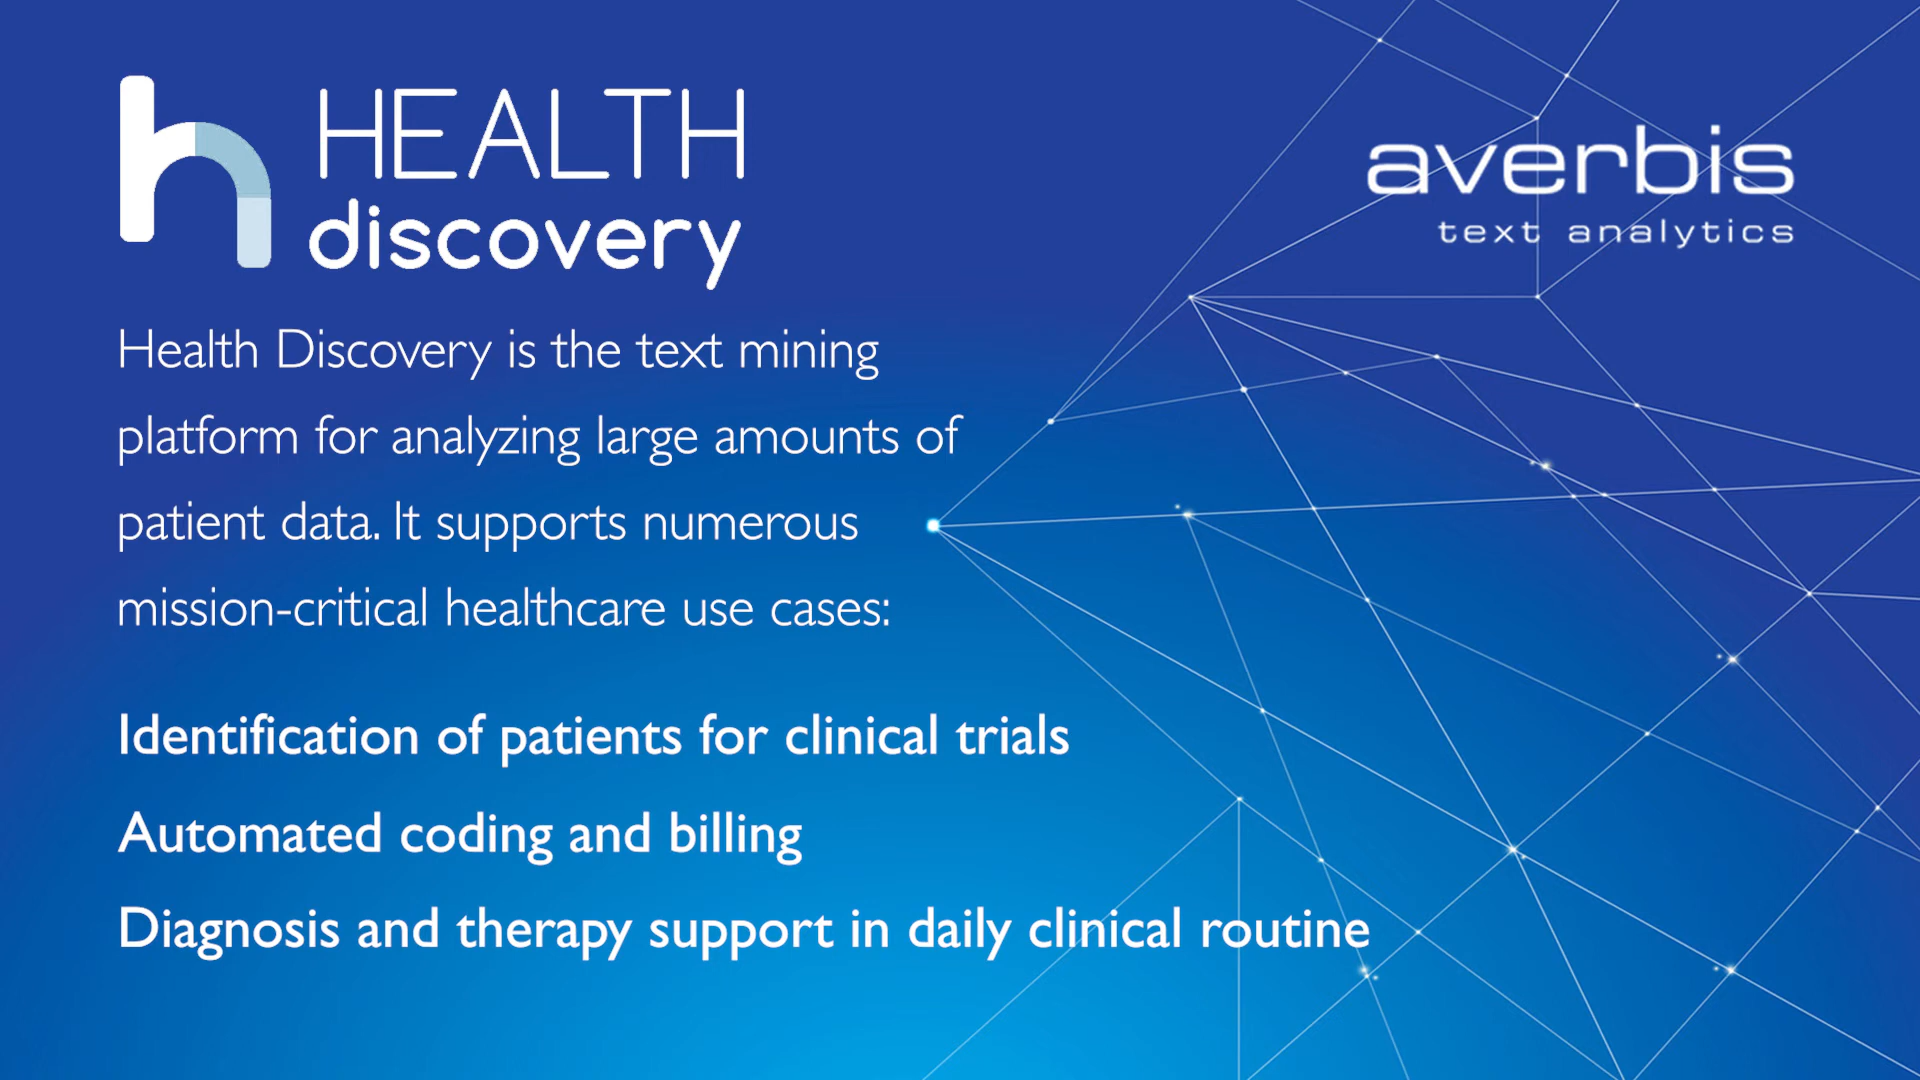 HEALTH
discovery
averbis
text analytics
Health Discovery is the text mining
platform for analyzing large amounts of
patient data. It supports numerous
mission-critical healthcare use cases:
Identification of patients for clinical trials
Automated coding and billing
Diagnosis and therapy support in daily clinical routine